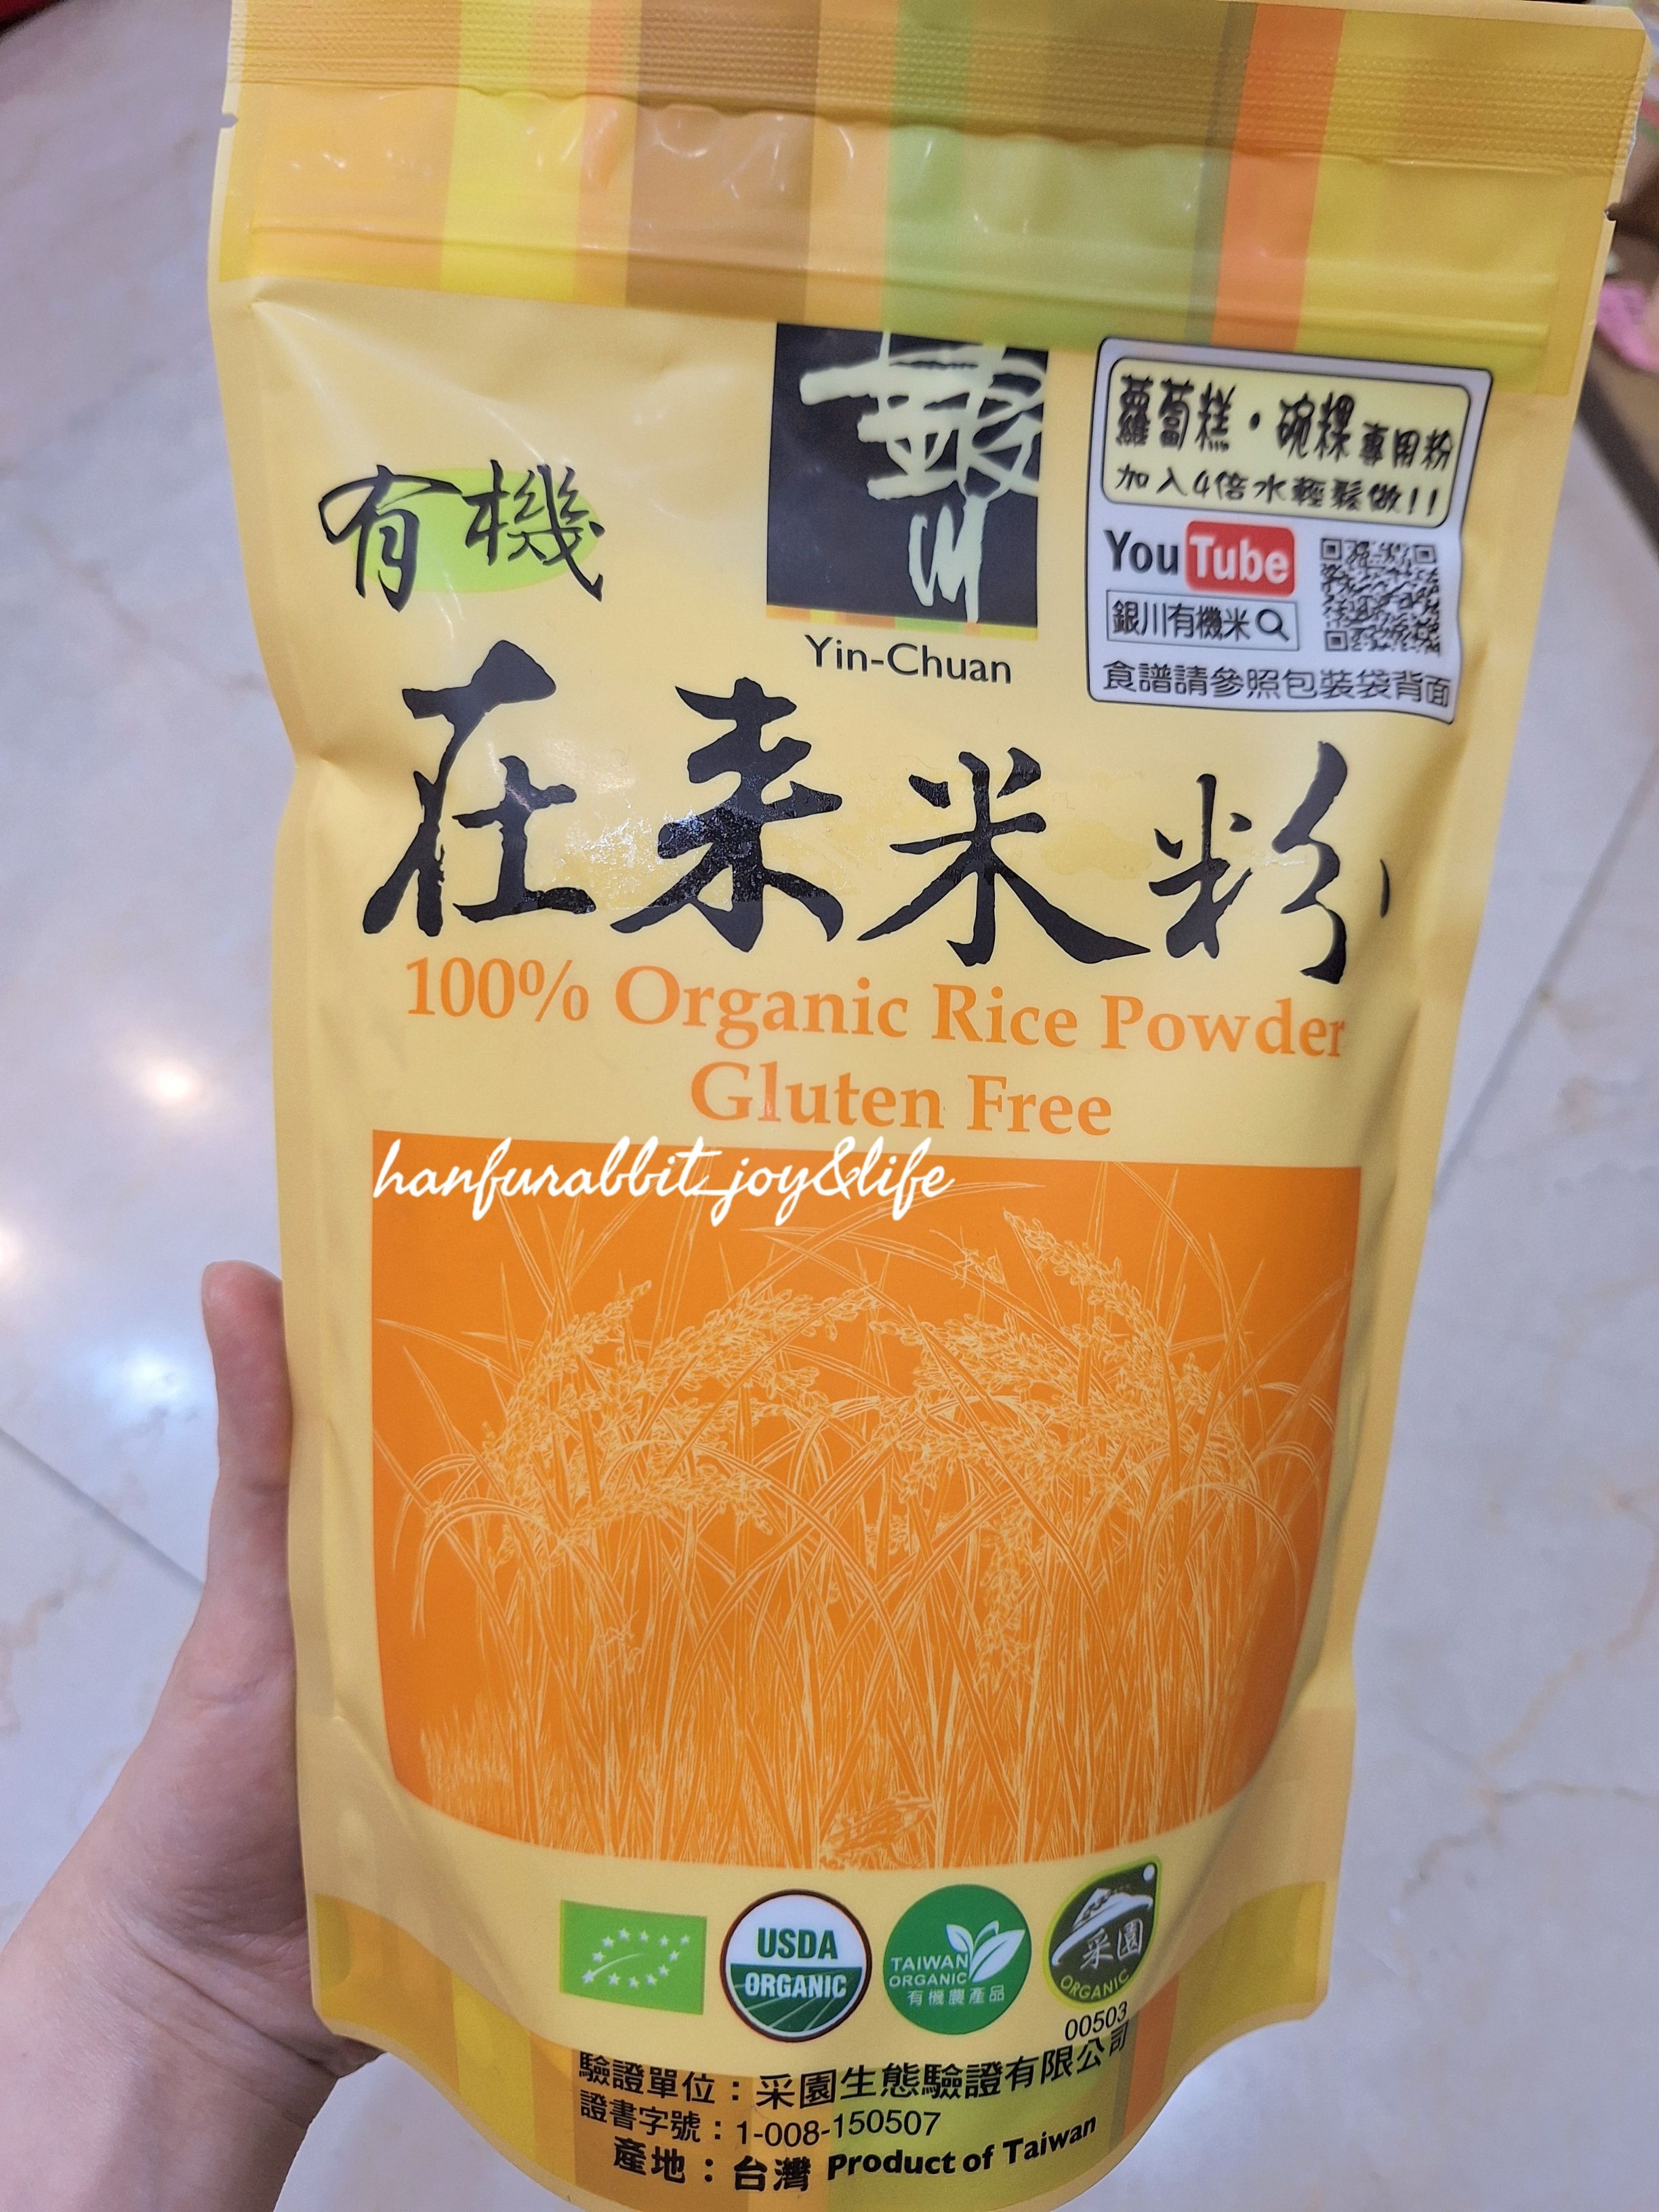 有機
銀川
Yin-Chuan
蘿蔔糕・碗粿專用粉
加入4倍水輕鬆做!!
YouTube
銀川有機米
食譜請參照包裝袋背面
在来米粉
100% Organic Rice Powder
Gluten Free
hanfurabbit_joy&life
USDA
ORGANIC
TAIWAN
ORGANIC
有機農產品
采園
ORGANIC
00503
驗證單位：采園生態驗證有限公司
證書字號：1-008-150507
產地：台灣 Product of Taiwan